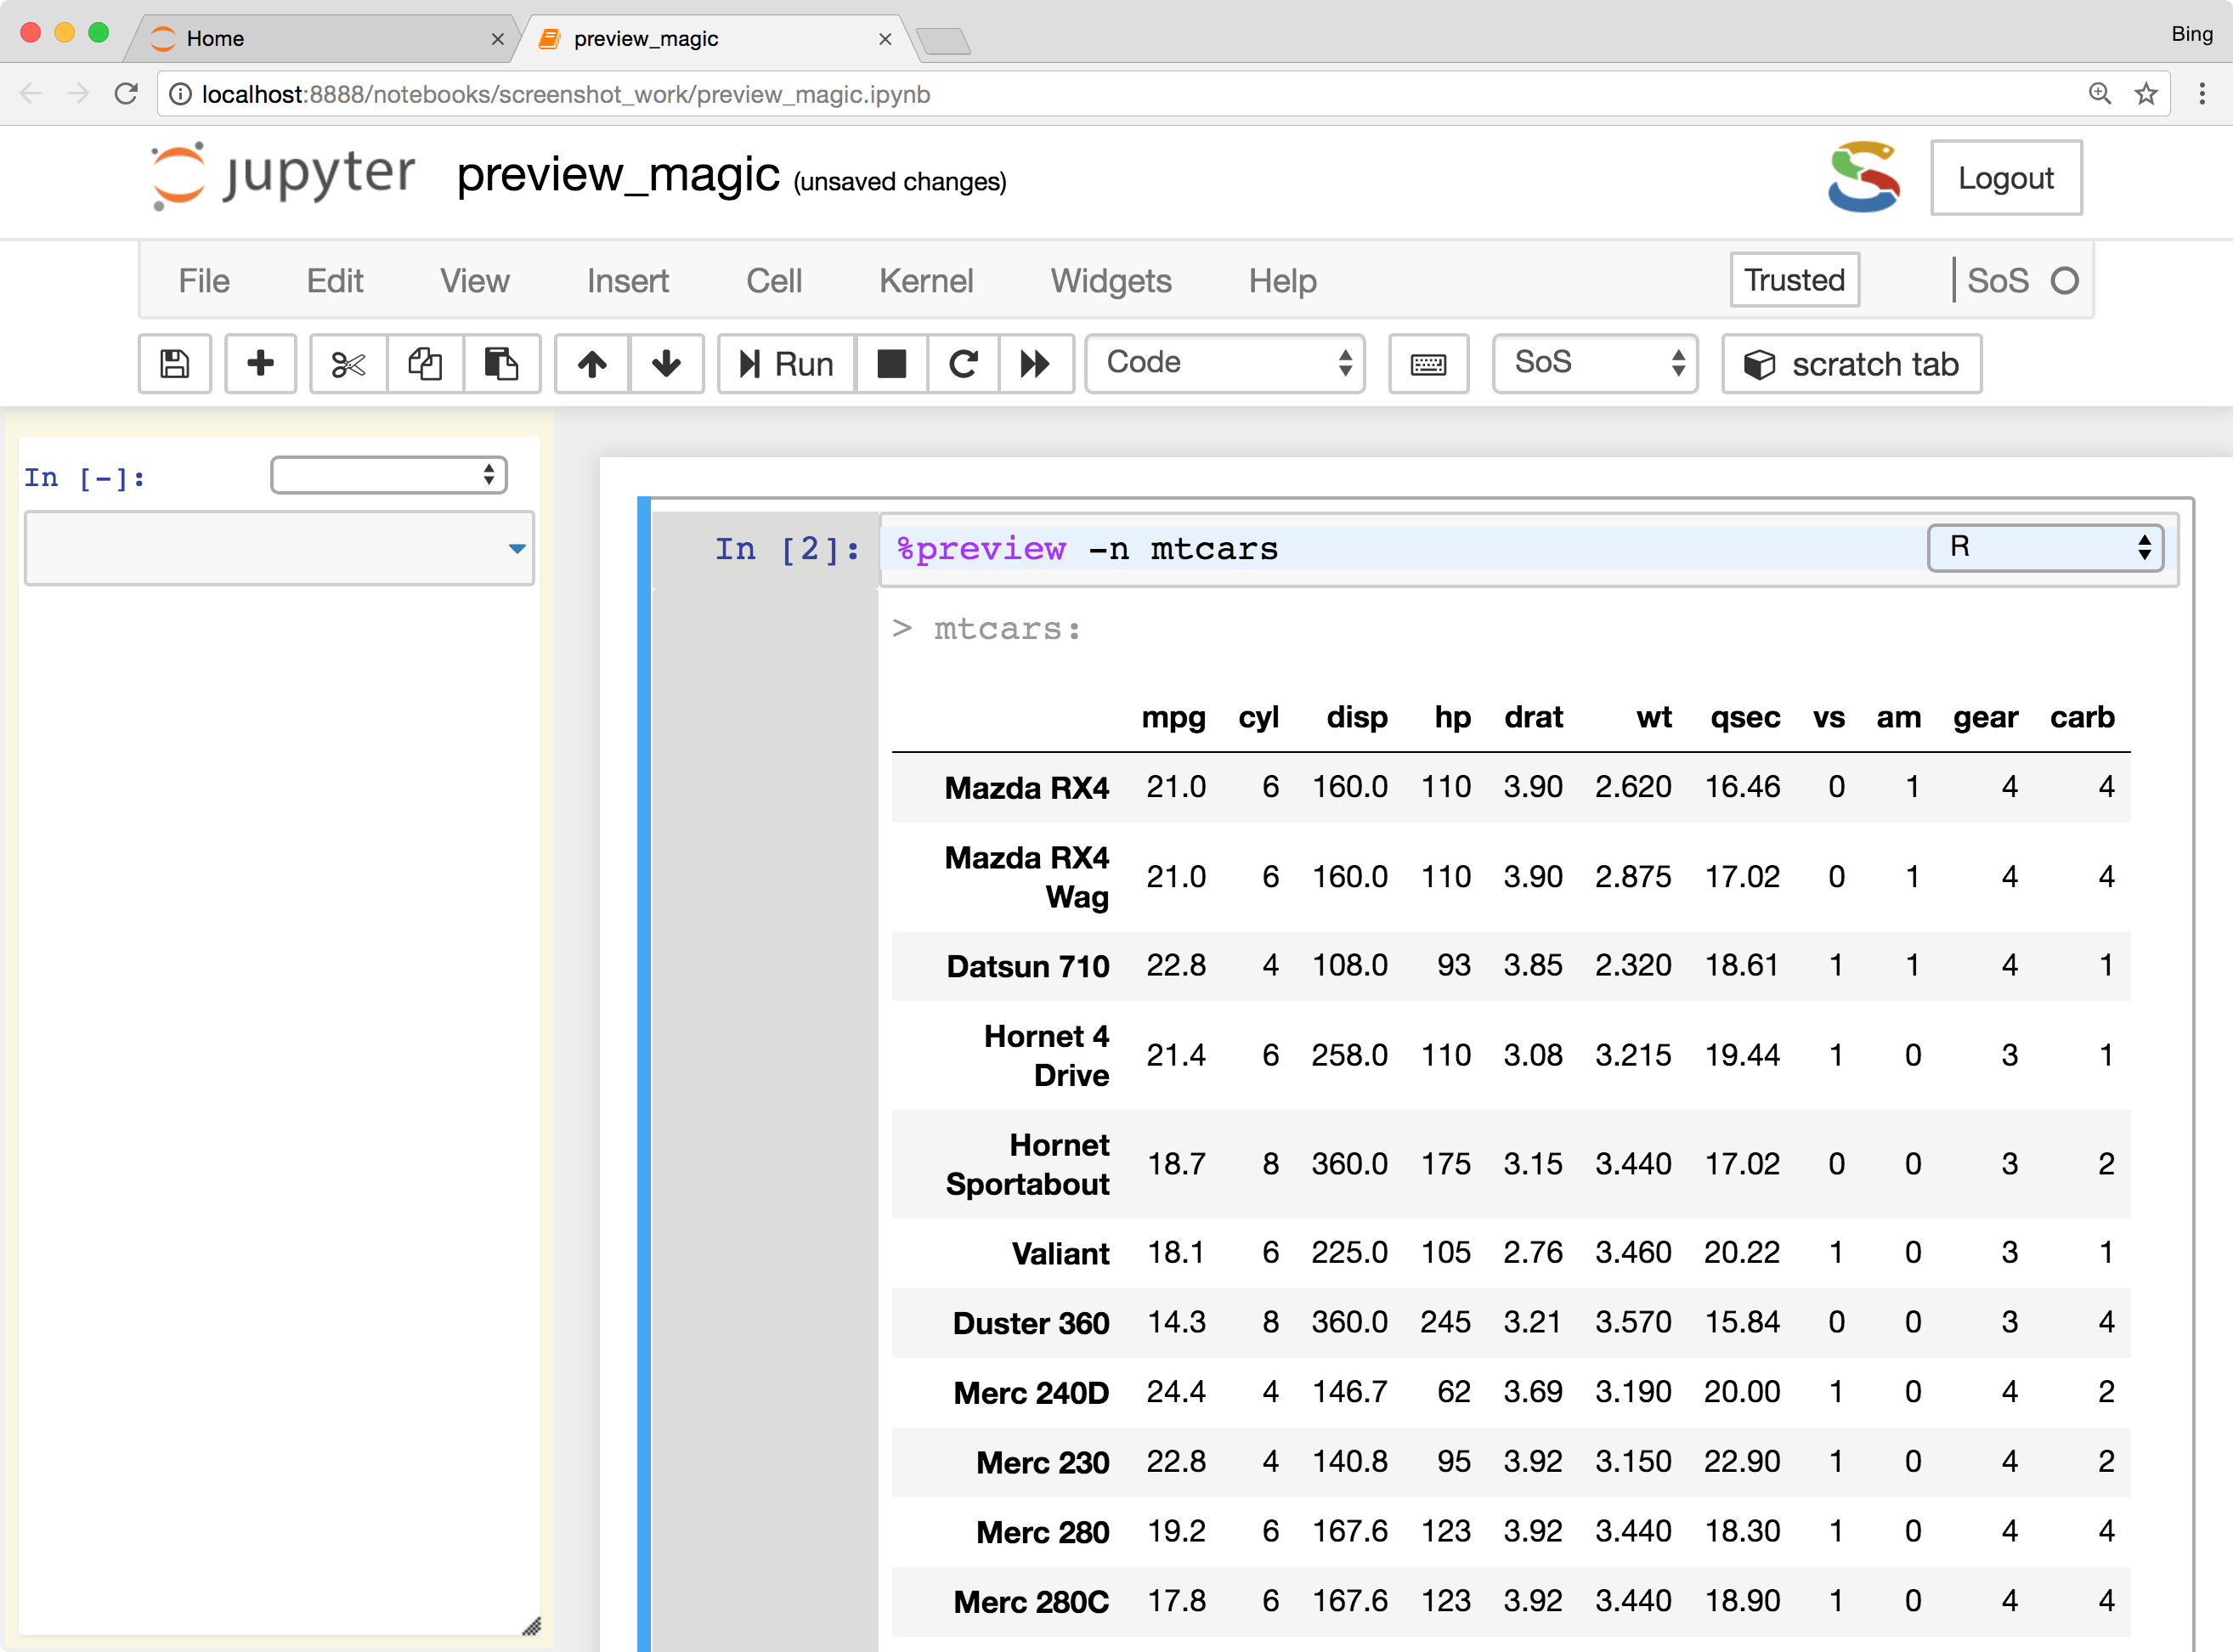 Home
preview_magic
Bing
localhost:8888/notebooks/screenshot_work/preview_magic.ipynb
jupyter preview_magic (unsaved changes)
Logout
File Edit View Insert Cell Kernel Widgets Help Trusted SoS
Run Code SoS scratch tab
In [-]:
In [2]: %preview -n mtcars R
> mtcars:
mpg cyl disp hp drat wt qsec vs am gear carb
Mazda RX4 21.0 6 160.0 110 3.90 2.620 16.46 0 1 4 4
Mazda RX4
Wag 21.0 6 160.0 110 3.90 2.875 17.02 0 1 4 4
Datsun 710 22.8 4 108.0 93 3.85 2.320 18.61 1 1 4 1
Hornet 4
Drive 21.4 6 258.0 110 3.08 3.215 19.44 1 0 3 1
Hornet
Sportabout 18.7 8 360.0 175 3.15 3.440 17.02 0 0 3 2
Valiant 18.1 6 225.0 105 2.76 3.460 20.22 1 0 3 1
Duster 360 14.3 8 360.0 245 3.21 3.570 15.84 0 0 3 4
Merc 240D 24.4 4 146.7 62 3.69 3.190 20.00 1 0 4 2
Merc 230 22.8 4 140.8 95 3.92 3.150 22.90 1 0 4 2
Merc 280 19.2 6 167.6 123 3.92 3.440 18.30 1 0 4 4
Merc 280C 17.8 6 167.6 123 3.92 3.440 18.90 1 0 4 4